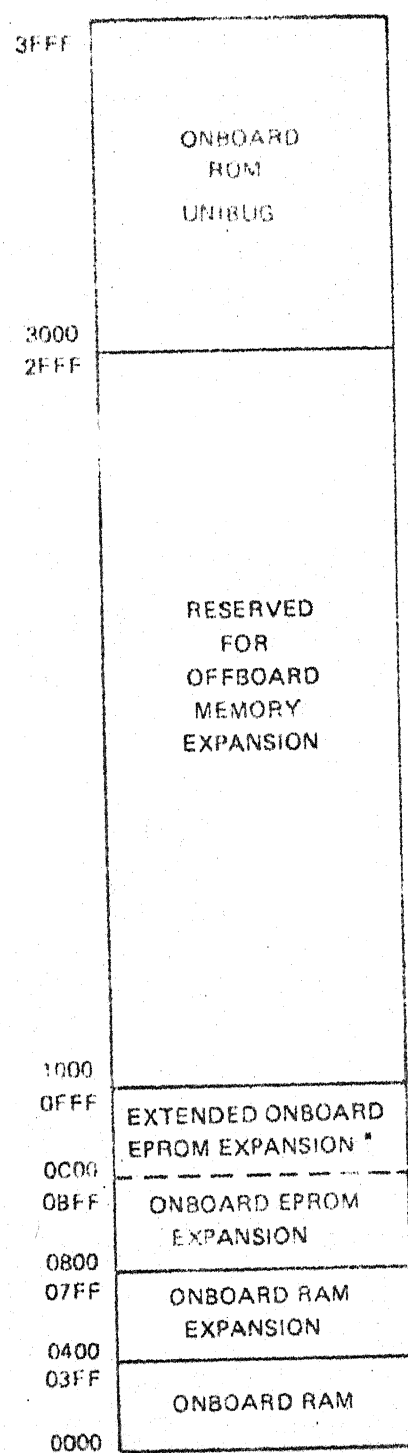 3FFF
ONBOARD
ROM
UNIBUG
3000
2FFF
RESERVED
FOR
OFFBOARD
MEMORY
EXPANSION
1000
0FFF
EXTENDED ONBOARD
EPROM EXPANSION *
0C00
0BFF
ONBOARD EPROM
EXPANSION
0800
07FF
ONBOARD RAM
EXPANSION
0400
03FF
ONBOARD RAM
0000